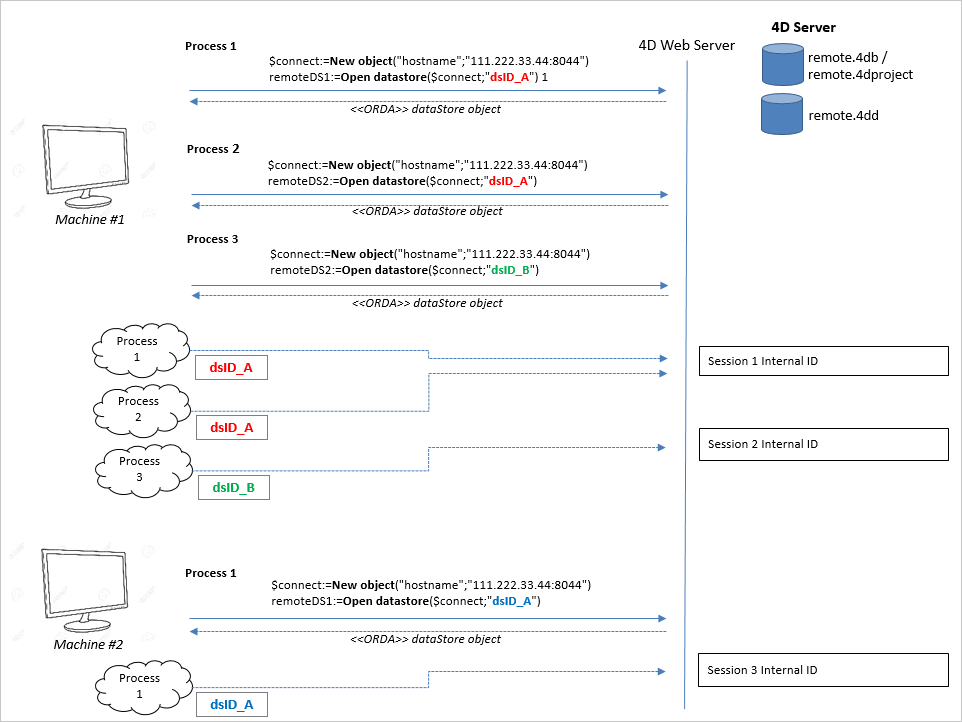 4D Server
4D Web Server
remote.4db /
remote.4dproject
remote.4dd
Process 1
$connect:=New object("hostname";"111.222.33.44:8044")
remoteDS1:=Open datastore($connect;"dsID_A") 1
<<ORDA>> dataStore object
Machine #1
Process 2
$connect:=New object("hostname";"111.222.33.44:8044")
remoteDS2:=Open datastore($connect;"dsID_A")
<<ORDA>> dataStore object
Process 3
$connect:=New object("hostname";"111.222.33.44:8044")
remoteDS2:=Open datastore($connect;"dsID_B")
<<ORDA>> dataStore object
Process
1
dsID_A
Session 1 Internal ID
Process
2
dsID_A
Process
3
dsID_B
Session 2 Internal ID
Machine #2
Process 1
$connect:=New object("hostname";"111.222.33.44:8044")
remoteDS1:=Open datastore($connect;"dsID_A")
<<ORDA>> dataStore object
Process
1
dsID_A
Session 3 Internal ID